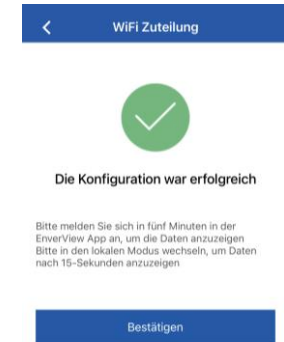 WiFi Zuteilung
Die Konfiguration war erfolgreich
Bitte melden Sie sich in fünf Minuten in der
EnverView App an, um die Daten anzuzeigen
Bitte in den lokalen Modus wechseln, um Daten
nach 15-Sekunden anzuzeigen
Bestätigen